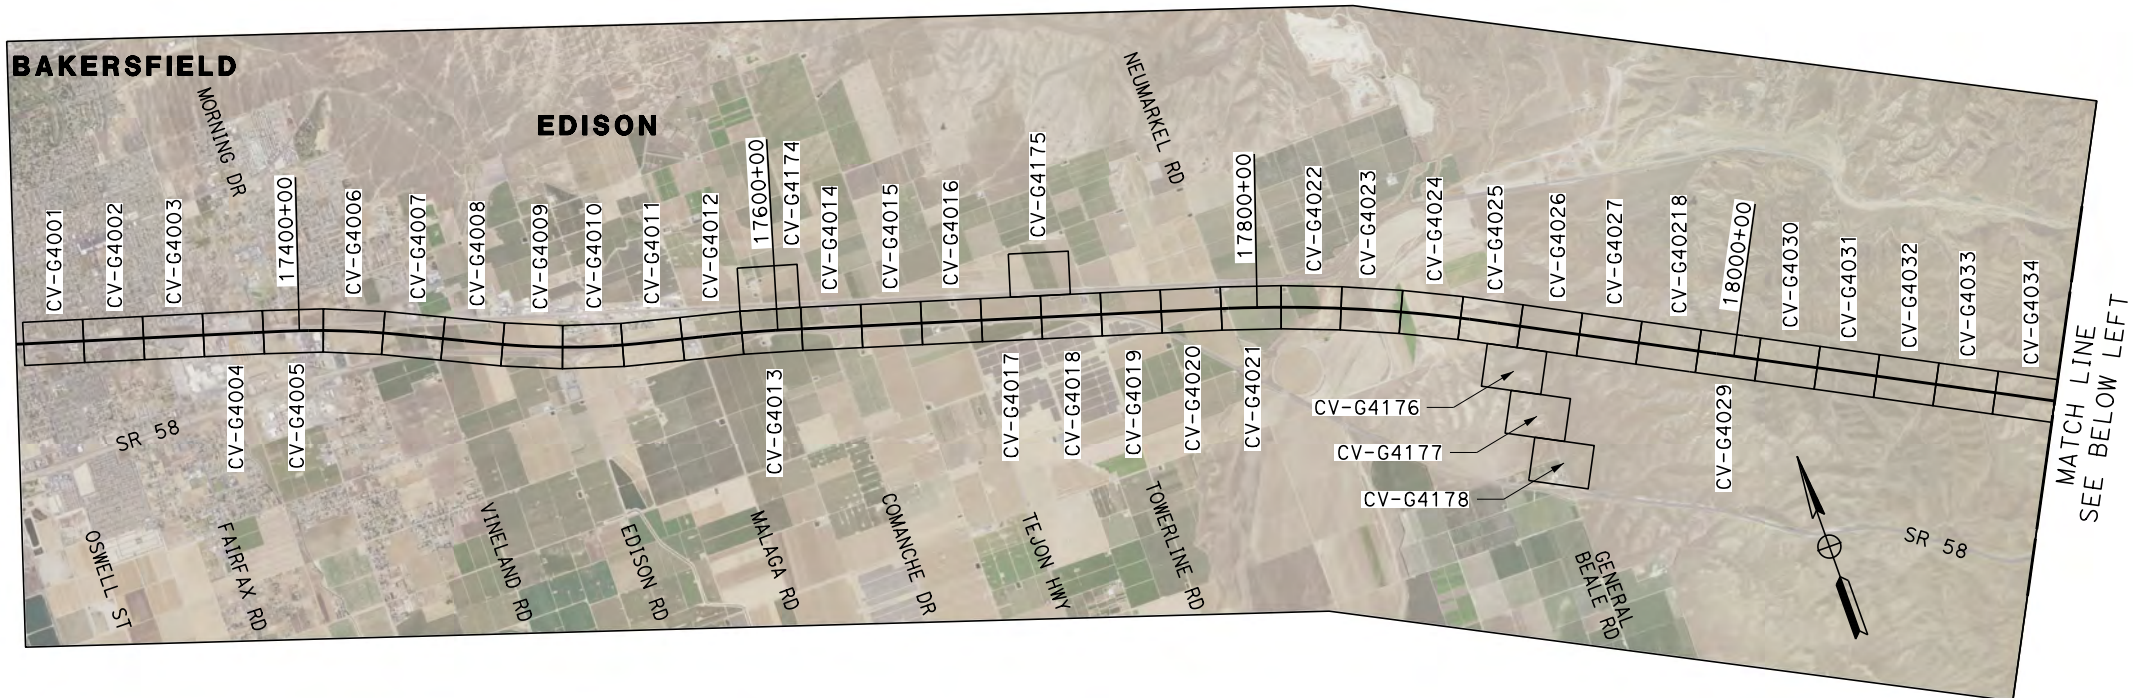 BAKERSFIELD
EDISON
MORNING DR
NEUMARKEL RD
CV-G4001
CV-G4002
CV-G4003
17400+00
CV-G4006
CV-G4007
CV-G4008
CV-G4009
CV-G4010
CV-G4011
CV-G4012
17600+00
CV-G4174
CV-G4014
CV-G4015
CV-G4016
CV-G4175
17800+00
CV-G4022
CV-G4023
CV-G4024
CV-G4025
CV-G4026
CV-G4027
CV-G40218
18000+00
CV-G4030
CV-G4031
CV-G4032
CV-G4033
CV-G4034
CV-G4004
CV-G4005
CV-G4013
CV-G4017
CV-G4018
CV-G4019
CV-G4020
CV-G4021
CV-G4176
CV-G4177
CV-G4178
CV-G4029
MATCH LINE
SEE BELOW LEFT
SR 58
OSWELL ST
FAIRFAX RD
VINELAND RD
EDISON RD
MALAGA RD
COMANCHE DR
TEJON HWY
TOWERLINE RD
GENERAL
BEALE RD
SR 58